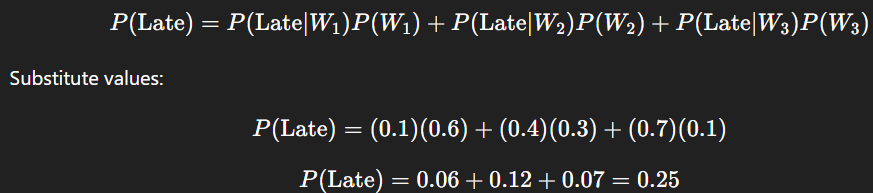 P(Late) = P(Late|W₁)P(W₁) + P(Late|W₂)P(W₂) + P(Late|W₃)P(W₃)
Substitute values:
P(Late) = (0.1)(0.6) + (0.4)(0.3) + (0.7)(0.1)
P(Late) = 0.06 + 0.12 + 0.07 = 0.25